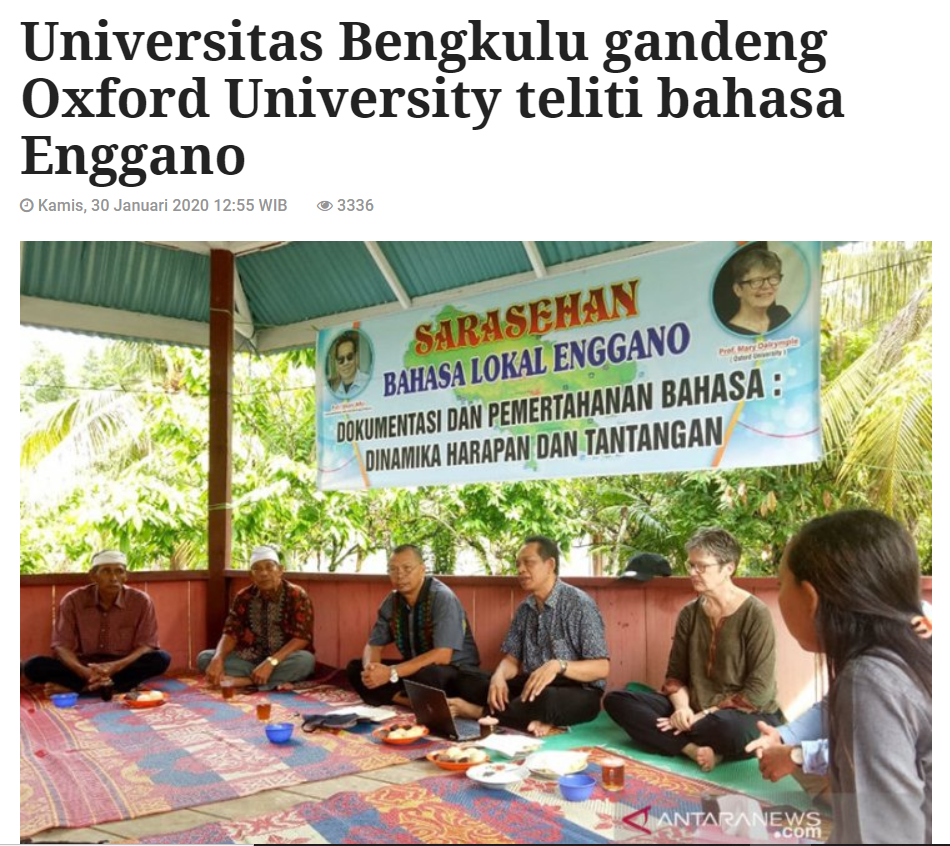 Universitas Bengkulu gandeng
Oxford University teliti bahasa
Enggano
Kamis, 30 Januari 2020 12:55 WIB 3336
SARASEHAN
BAHASA LOKAL ENGGANO
Prof. Mary Dalrymple
( Oxford University )
DOKUMENTASI DAN PEMERTAHANAN BAHASA :
DINAMIKA HARAPAN DAN TANTANGAN
ANTARANEWS
.com